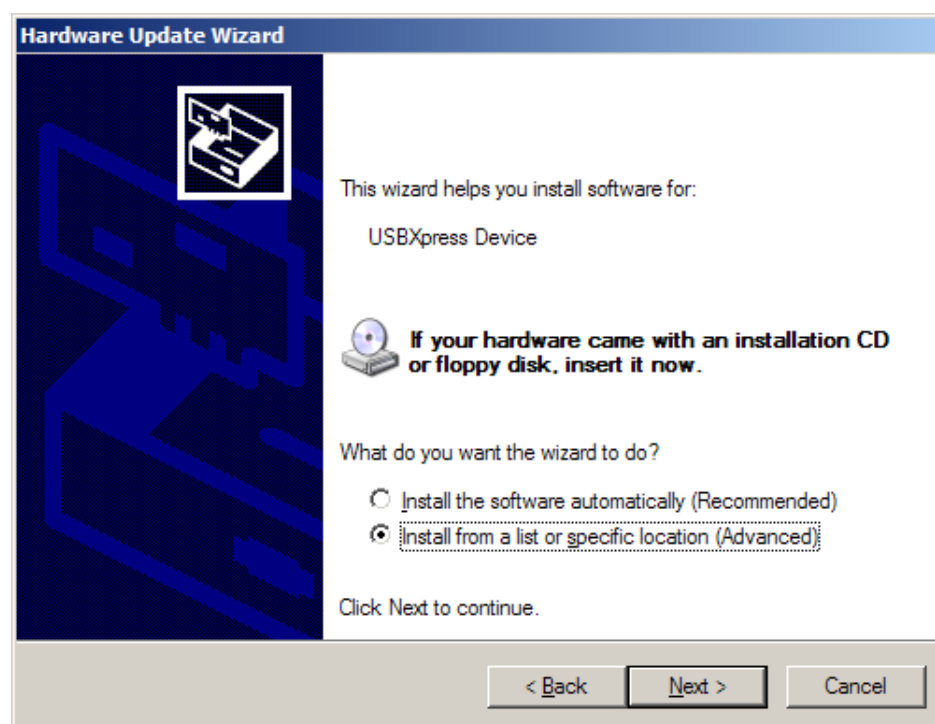 Hardware Update Wizard
This wizard helps you install software for:
USBXpress Device
If your hardware came with an installation CD
or floppy disk, insert it now.
What do you want the wizard to do?
Install the software automatically (Recommended)
Install from a list or specific location (Advanced)
Click Next to continue.
< Back
Next >
Cancel